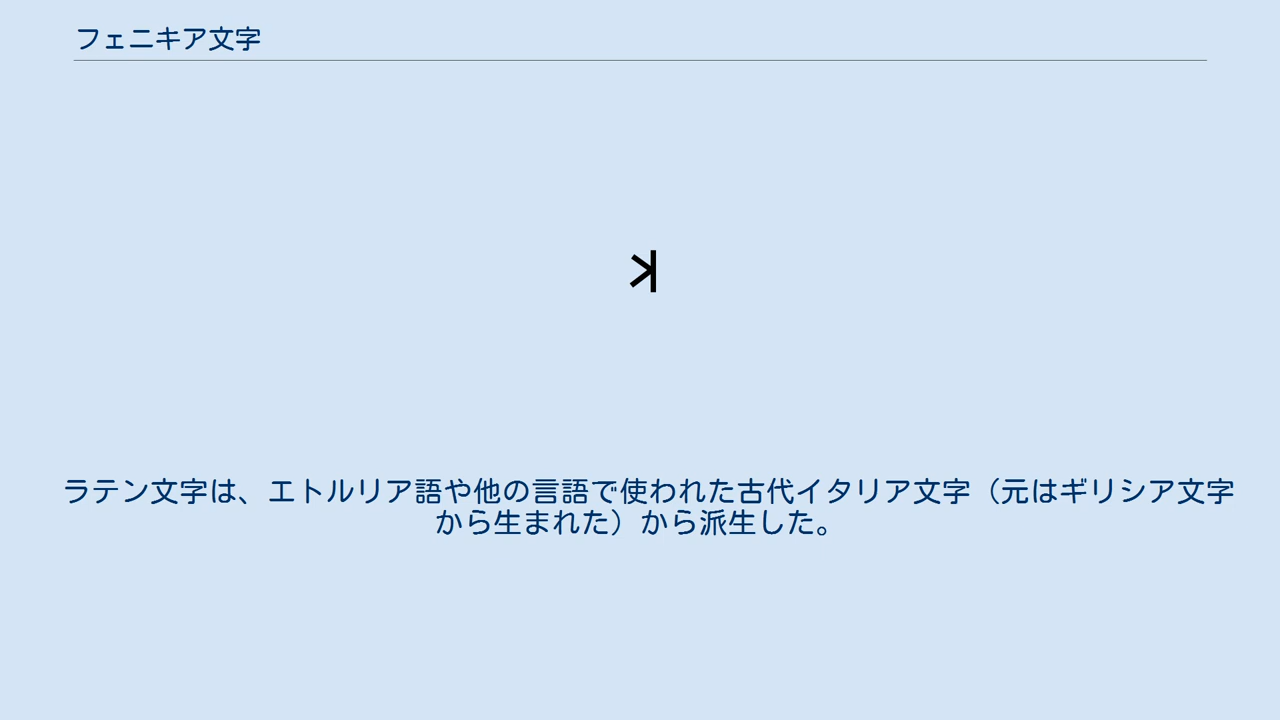 フェニキア文字
ラテン文字は、エトルリア語や他の言語で使われた古代イタリア文字（元はギリシア文字
から生まれた）から派生した。